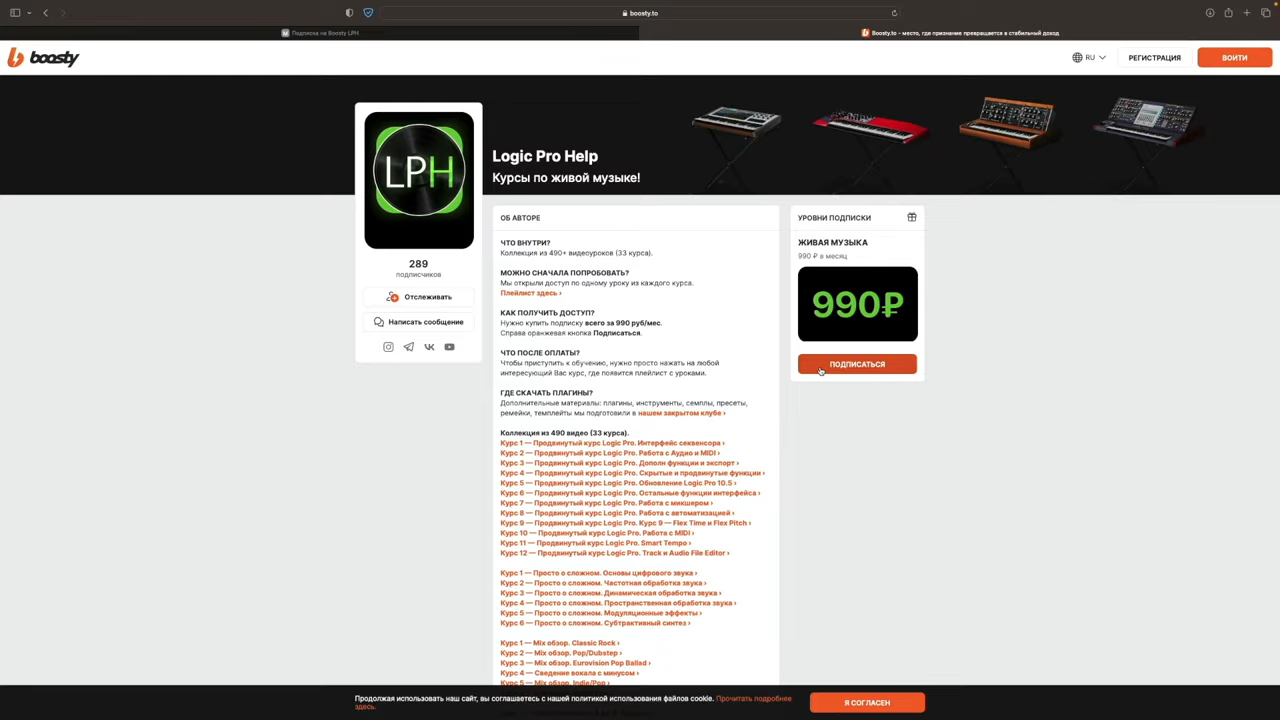 boosty.to
Подписка на Boosty LPH
Boosty.to - место, где признание превращается в стабильный доход
boosty
RU
РЕГИСТРАЦИЯ
ВОЙТИ
LPH
Logic Pro Help
Курсы по живой музыке!
289
подписчиков
Отслеживать
Написать сообщение
ОБ АВТОРЕ
ЧТО ВНУТРИ?
Коллекция из 490+ видеоуроков (33 курса).
МОЖНО СНАЧАЛА ПОПРОБОВАТЬ?
Мы открыли доступ по одному уроку из каждого курса.
Плейлист здесь ›
КАК ПОЛУЧИТЬ ДОСТУП?
Нужно купить подписку всего за 990 руб/мес.
Справа оранжевая кнопка Подписаться.
ЧТО ПОСЛЕ ОПЛАТЫ?
Чтобы приступить к обучению, нужно просто нажать на любой
интересующий Вас курс, где появится плейлист с уроками.
ГДЕ СКАЧАТЬ ПЛАГИНЫ?
Дополнительные материалы: плагины, инструменты, семплы, пресеты,
ремейки, темплейты мы подготовили в нашем закрытом клубе ›
Коллекция из 490 видео (33 курса).
Курс 1 — Продвинутый курс Logic Pro. Интерфейс секвенсора ›
Курс 2 — Продвинутый курс Logic Pro. Работа с Аудио и MIDI ›
Курс 3 — Продвинутый курс Logic Pro. Дополн функции и экспорт ›
Курс 4 — Продвинутый курс Logic Pro. Скрытые и продвинутые функции ›
Курс 5 — Продвинутый курс Logic Pro. Обновление Logic Pro 10.5 ›
Курс 6 — Продвинутый курс Logic Pro. Остальные функции интерфейса ›
Курс 7 — Продвинутый курс Logic Pro. Работа с микшером ›
Курс 8 — Продвинутый курс Logic Pro. Работа с автоматизацией ›
Курс 9 — Продвинутый курс Logic Pro. Курс 9 — Flex Time и Flex Pitch ›
Курс 10 — Продвинутый курс Logic Pro. Работа с MIDI ›
Курс 11 — Продвинутый курс Logic Pro. Smart Tempo ›
Курс 12 — Продвинутый курс Logic Pro. Track и Audio File Editor ›
Курс 1 — Просто о сложном. Основы цифрового звука ›
Курс 2 — Просто о сложном. Частотная обработка звука ›
Курс 3 — Просто о сложном. Динамическая обработка звука ›
Курс 4 — Просто о сложном. Пространственная обработка звука ›
Курс 5 — Просто о сложном. Модуляционные эффекты ›
Курс 6 — Просто о сложном. Субтрактивный синтез ›
Курс 1 — Mix обзор. Classic Rock ›
Курс 2 — Mix обзор. Pop/Dubstep ›
Курс 3 — Mix обзор. Eurovision Pop Ballad ›
Курс 4 — Сведение вокала с минусом ›
Курс 5 — Mix обзор. Indie/Pop ›
УРОВНИ ПОДПИСКИ
ЖИВАЯ МУЗЫКА
990 ₽ в месяц
990₽
ПОДПИСАТЬСЯ
Продолжая использовать наш сайт, вы соглашаетесь с нашей политикой использования файлов cookie. Прочитать подробнее
здесь.
Я СОГЛАСЕН